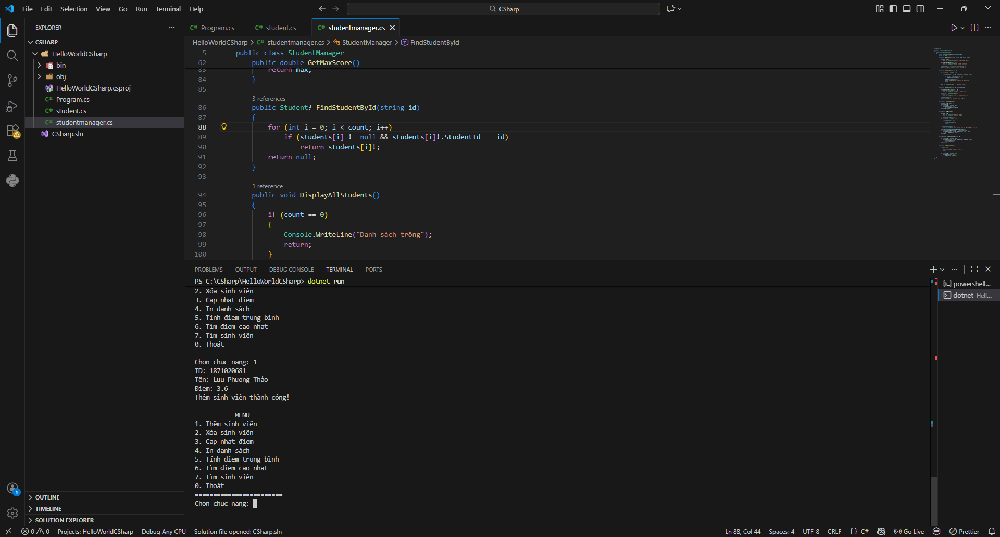 File Edit Selection View Go Run Terminal Help
CSharp
EXPLORER
CSHARP
HelloWorldCSharp
bin
obj
HelloWorldCSharp.csproj
C# Program.cs
C# student.cs
C# studentmanager.cs
CSharp.sln
OUTLINE
TIMELINE
SOLUTION EXPLORER
C# Program.cs C# student.cs C# studentmanager.cs
HelloWorldCSharp > C# studentmanager.cs > StudentManager > FindStudentById
5 public class StudentManager
62 public double GetMaxScore()
83 return max;
84 }
85
3 references
86 public Student? FindStudentById(string id)
87 {
88 for (int i = 0; i < count; i++)
89 if (students[i] != null && students[i]!.StudentId == id)
90 return students[i]!;
91 return null;
92 }
93
1 reference
94 public void DisplayAllStudents()
95 {
96 if (count == 0)
97 {
98 Console.WriteLine("Danh sách trống");
99 return;
100 }
PROBLEMS OUTPUT DEBUG CONSOLE TERMINAL PORTS
PS C:\CSharp\HelloWorldCSharp> dotnet run
2. Xóa sinh viên
3. Cap nhat điem
4. In danh sách
5. Tính điem trung bình
6. Tìm điem cao nhat
7. Tìm sinh viên
0. Thoát
========================
Chon chuc nang: 1
ID: 1871020681
Tên: Lưu Phương Thảo
Điem: 3.6
Thêm sinh viên thành công!
========== MENU ==========
1. Thêm sinh viên
2. Xóa sinh viên
3. Cap nhat điem
4. In danh sách
5. Tính điem trung bình
6. Tìm điem cao nhat
7. Tìm sinh viên
0. Thoát
========================
Chon chuc nang:
powershell...
dotnet Hell...
1
0 0 Projects: HelloWorldCSharp Debug Any CPU Solution file opened: CSharp.sln Ln 88, Col 44 Spaces: 4 UTF-8 CRLF { } C# Go Live Prettier